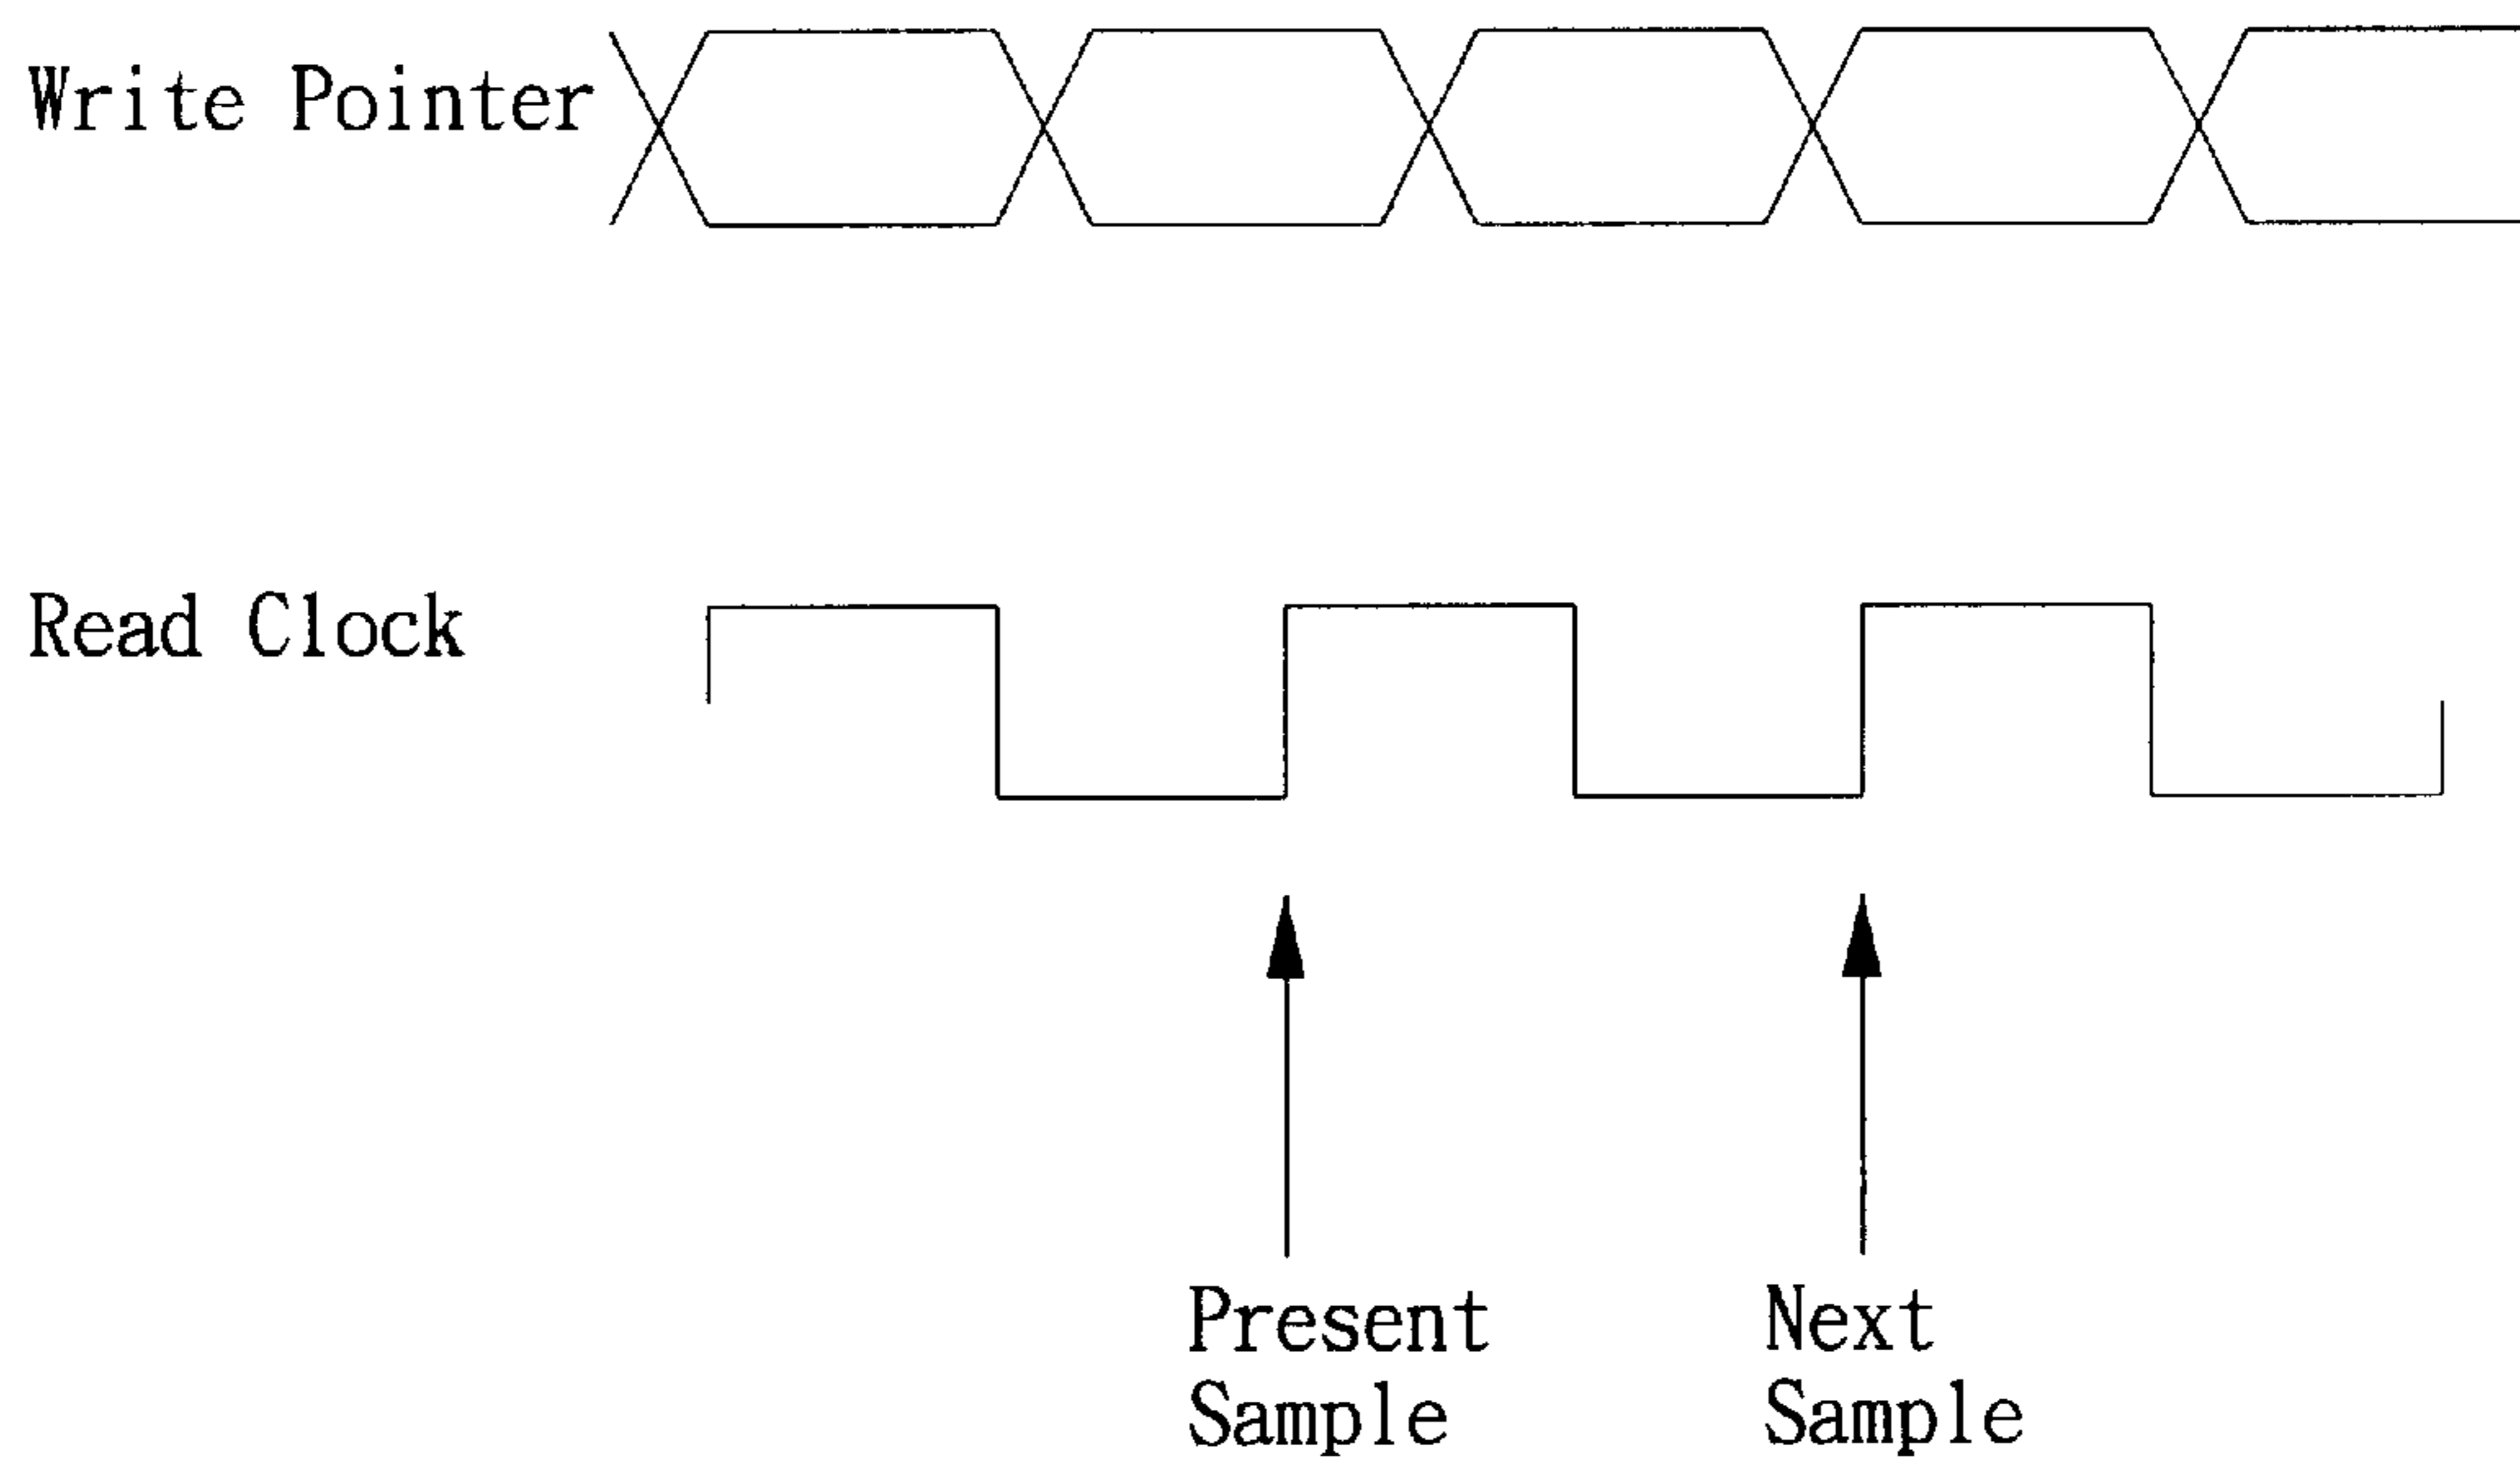 Write Pointer
Read Clock
Present
Sample
Next
Sample